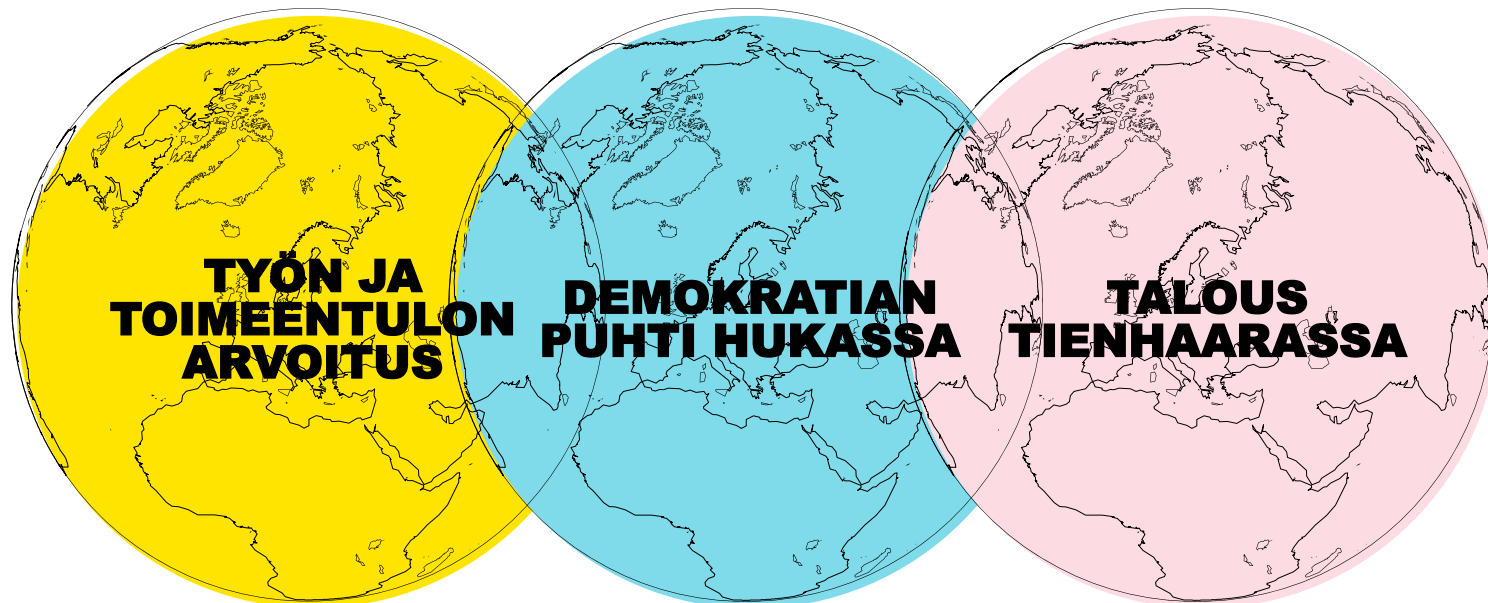 TYÖN JA
TOIMEENTULON
ARVOITUS
DEMOKRATIAN
PUHTI HUKASSA
TALOUS
TIENHAARASSA